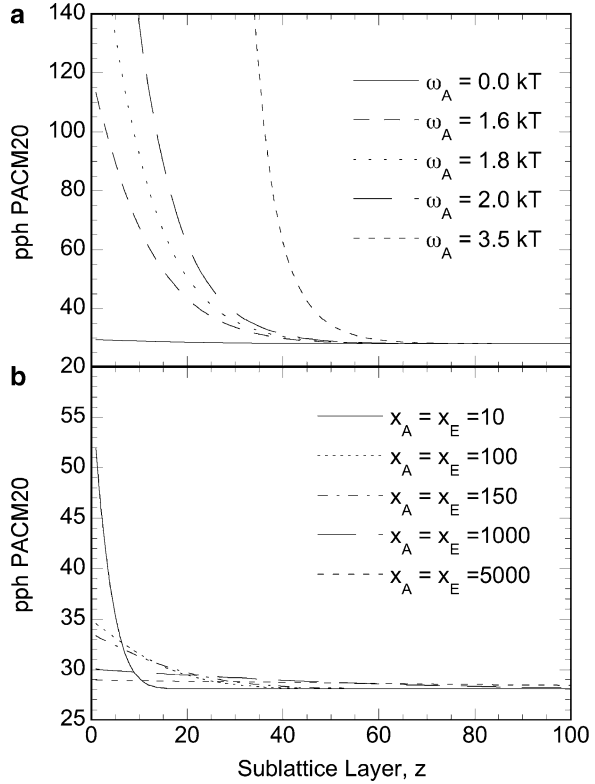 a
140
120
100
80
60
40
20
pph PACM20
ω_A = 0.0 kT
ω_A = 1.6 kT
ω_A = 1.8 kT
ω_A = 2.0 kT
ω_A = 3.5 kT
b
55
50
45
40
35
30
25
pph PACM20
x_A = x_E =10
x_A = x_E =100
x_A = x_E =150
x_A = x_E =1000
x_A = x_E =5000
0 20 40 60 80 100
Sublattice Layer, z